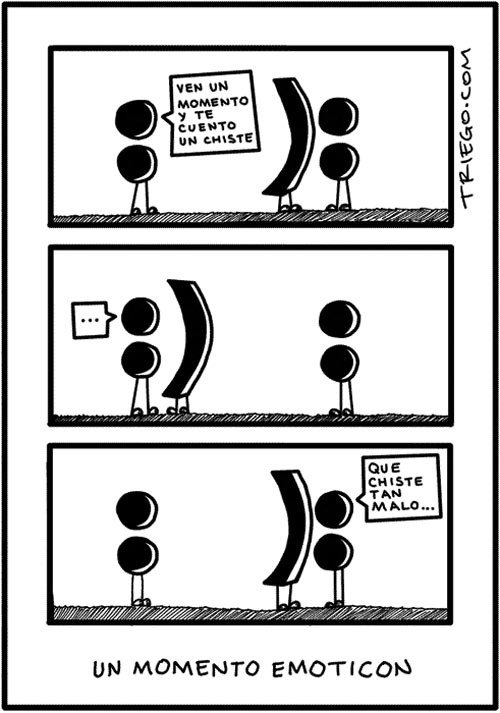 VEN UN
MOMENTO
Y TE
CUENTO
UN CHISTE
TRIEGO.COM
...
QUE
CHISTE
TAN
MALO...
UN MOMENTO EMOTICON